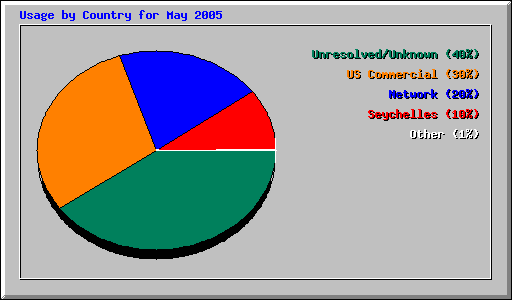 Usage by Country for May 2005
Unresolved/Unknown (40%)
US Commercial (30%)
Network (20%)
Seychelles (10%)
Other (1%)